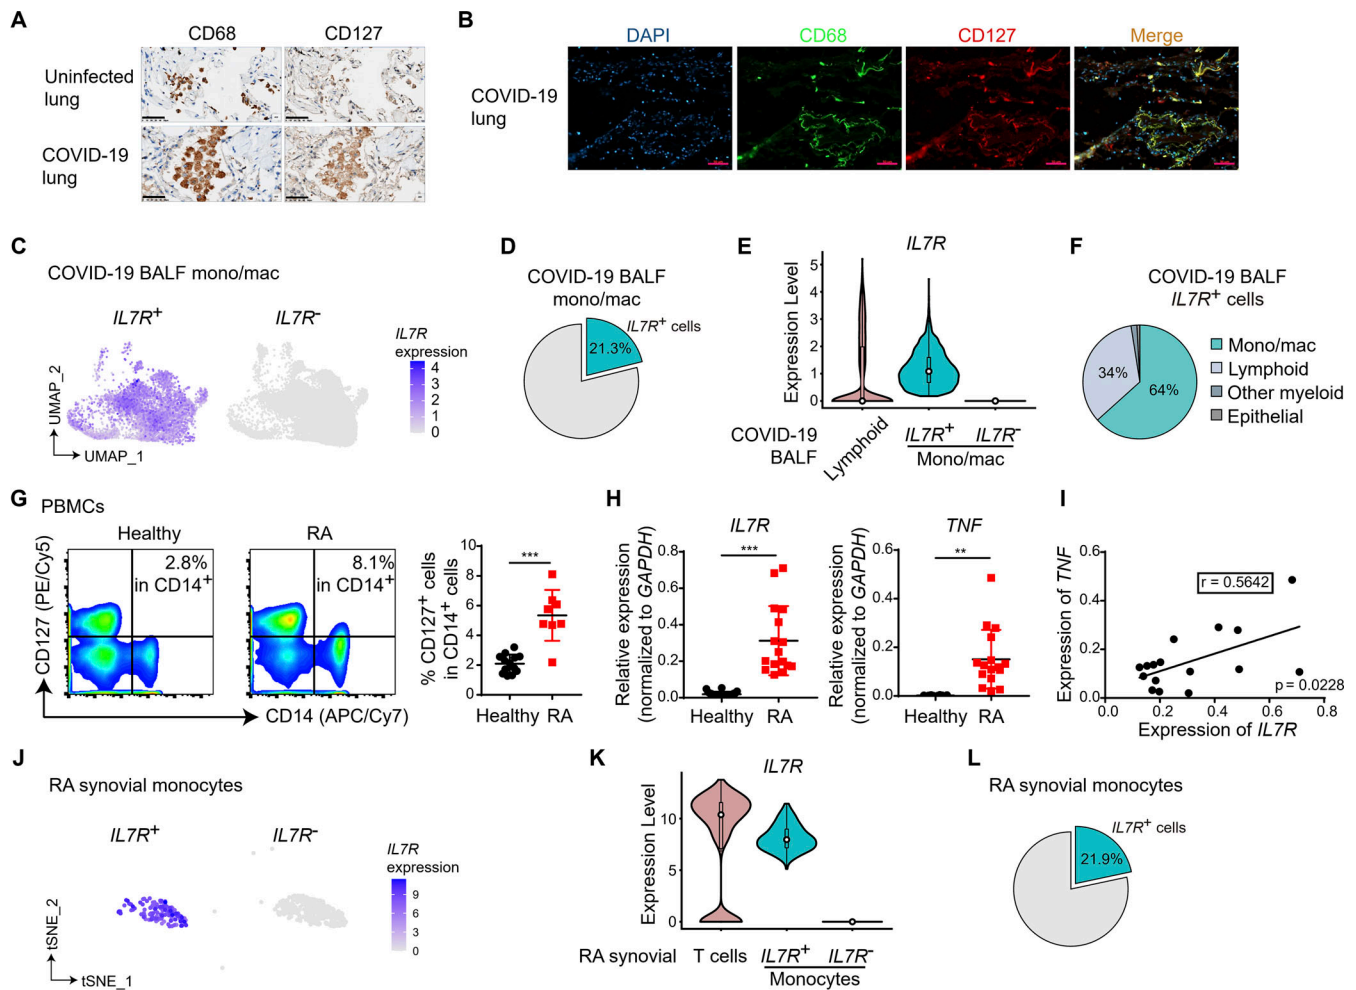 A
CD68
CD127
Uninfected
lung
COVID-19
lung
B
DAPI
CD68
CD127
Merge
COVID-19
lung
C
COVID-19 BALF mono/mac
IL7R+
IL7R-
IL7R
expression
4
3
2
1
0
UMAP_2
UMAP_1
D
COVID-19 BALF
mono/mac
IL7R+ cells
21.3%
E
IL7R
Expression Level
5
4
3
2
1
0
COVID-19
BALF
Lymphoid
IL7R+
IL7R-
Mono/mac
F
COVID-19 BALF
IL7R+ cells
34%
64%
Mono/mac
Lymphoid
Other myeloid
Epithelial
G
PBMCs
Healthy
RA
2.8%
in CD14+
8.1%
in CD14+
CD127 (PE/Cy5)
CD14 (APC/Cy7)
% CD127+ cells
in CD14+ cells
10
8
6
4
2
0
***
Healthy
RA
H
IL7R
Relative expression
(normalized to GAPDH)
0.8
0.6
0.4
0.2
0.0
***
Healthy
RA
TNF
Relative expression
(normalized to GAPDH)
0.6
0.4
0.2
0.0
**
Healthy
RA
I
Expression of TNF
0.6
0.4
0.2
0.0
r = 0.5642
p = 0.0228
0.0
0.2
0.4
0.6
0.8
Expression of IL7R
J
RA synovial monocytes
IL7R+
IL7R-
IL7R
expression
9
6
3
0
tSNE_2
tSNE_1
K
IL7R
Expression Level
10
5
0
RA synovial
T cells
IL7R+
IL7R-
Monocytes
L
RA synovial monocytes
IL7R+ cells
21.9%